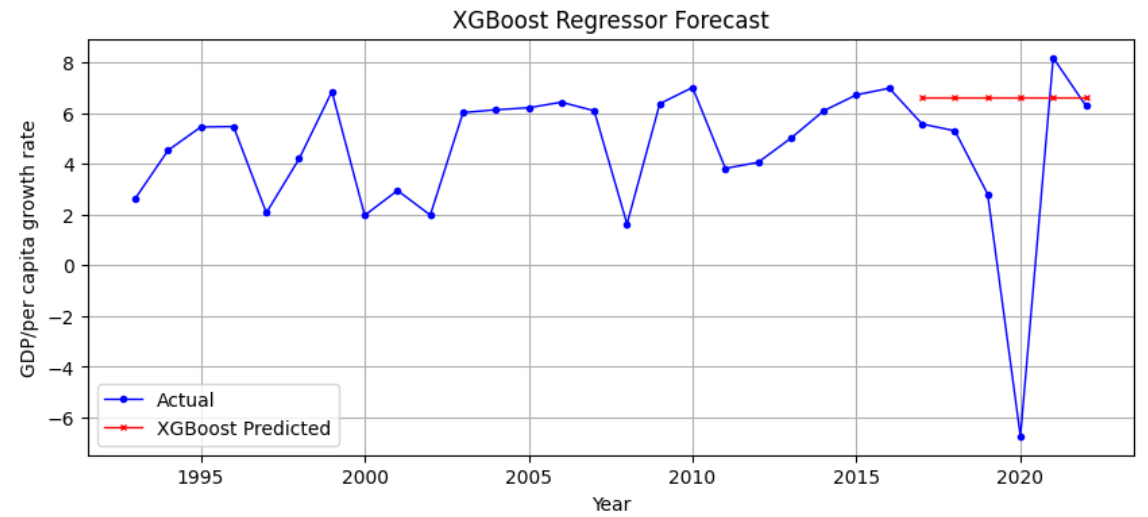 XGBoost Regressor Forecast
GDP/per capita growth rate
8
6
4
2
0
−2
−4
−6
Actual
XGBoost Predicted
1995 2000 2005 2010 2015 2020
Year